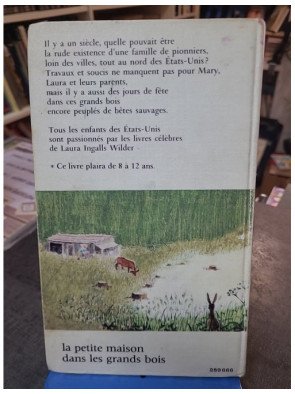 Il y a un siècle, quelle pouvait être
la rude existence d'une famille de pionniers,
loin des villes, tout au nord des États-Unis?
Travaux et soucis ne manquent pas pour Mary,
Laura et leurs parents,
mais il y a aussi des jours de fête
dans ces grands bois
encore peuplés de bêtes sauvages.
Tous les enfants des États-Unis
sont passionnés par les livres célèbres
de Laura Ingalls Wilder -
* Ce livre plaira de 8 à 12 ans.
la petite maison
dans les grands bois